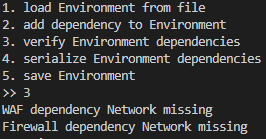 1. load Environment from file
2. add dependency to Environment
3. verify Environment dependencies
4. serialize Environment dependencies
5. save Environment
>> 3
WAF dependency Network missing
Firewall dependency Network missing